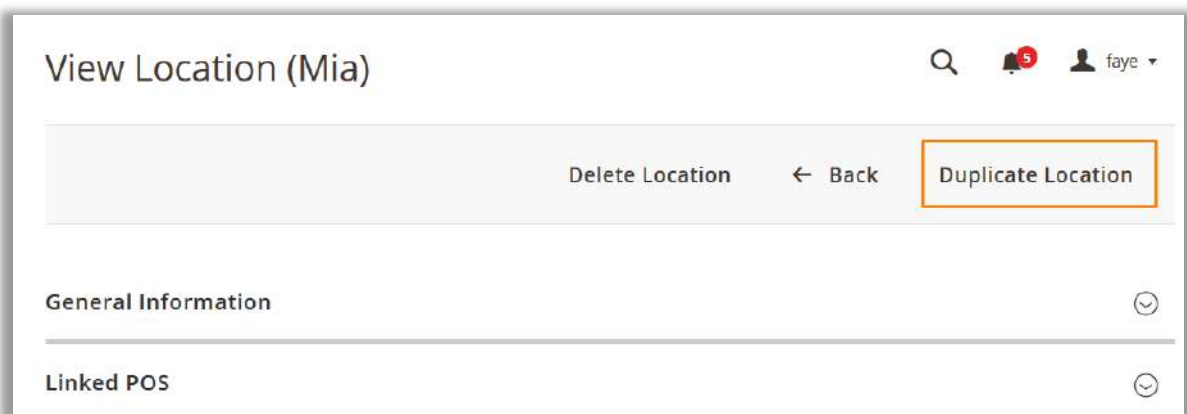 View Location (Mia)
5
faye
Delete Location
← Back
Duplicate Location
General Information
Linked POS